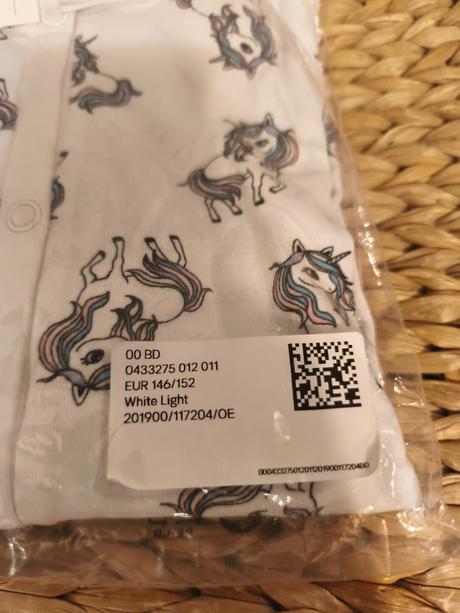 00 BD
0433275 012 011
EUR 146/152
White Light
201900/117204/OE